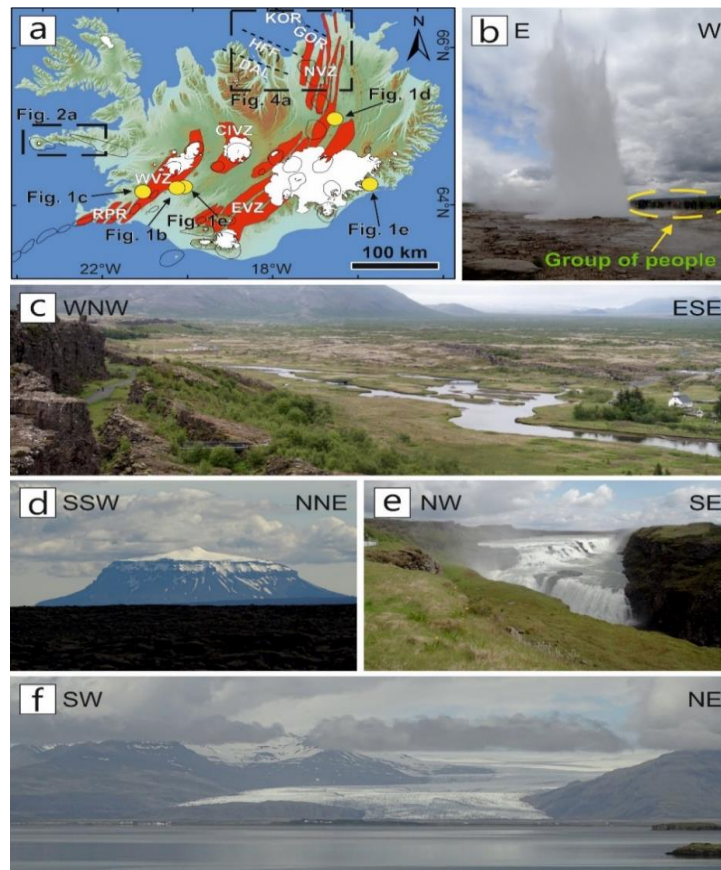 a
KOR
GOR
HFF
DAL
NVZ
N
66°N
Fig. 4a
Fig. 1d
Fig. 2a
CIVZ
WVZ
Fig. 1c
RPR
Fig. 1b
Fig. 1e
EVZ
Fig. 1e
64°N
100 km
22°W
18°W
b
E
W
Group of people
c
WNW
ESE
d
SSW
NNE
e
NW
SE
f
SW
NE